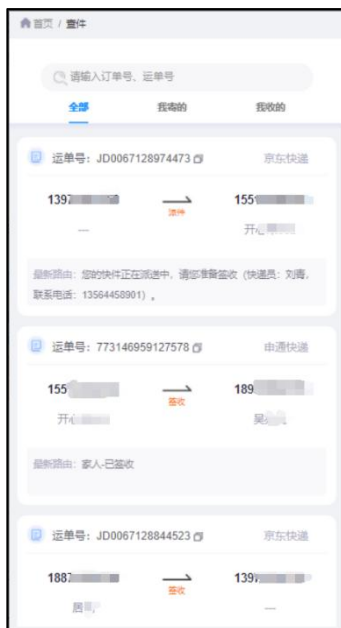 首页 / 查件
请输入订单号、运单号
全部 我寄的 我收的
运单号：JD0067128974473 京东快递
1397 155
派件
— 开心
最新路由：您的快件正在派送中，请您准备签收（快递员：刘青，
联系电话：13564458901）。
运单号：773146959127578 申通快递
155 189
签收
开心 吴
最新路由：家人-已签收
运单号：JD0067128844523 京东快递
1887 139
签收
居 —